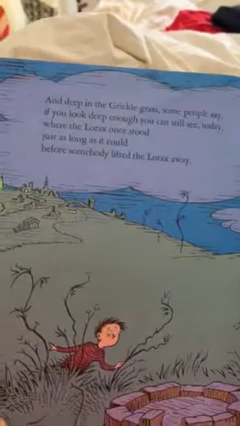 And deep in the Grickle-grass, some people say,
if you look deep enough you can still see, today,
where the Lorax once stood
just as long as it could
before somebody lifted the Lorax away.